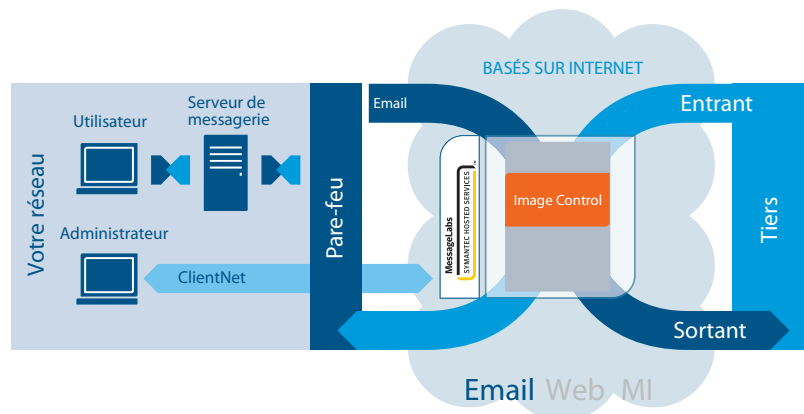 BASÉS SUR INTERNET
Votre réseau
Utilisateur
Serveur de
messagerie
Administrateur
ClientNet
Pare-feu
Email
Entrant
MessageLabs
SYMANTEC HOSTED SERVICES
™
Image Control
Tiers
Sortant
Email Web MI